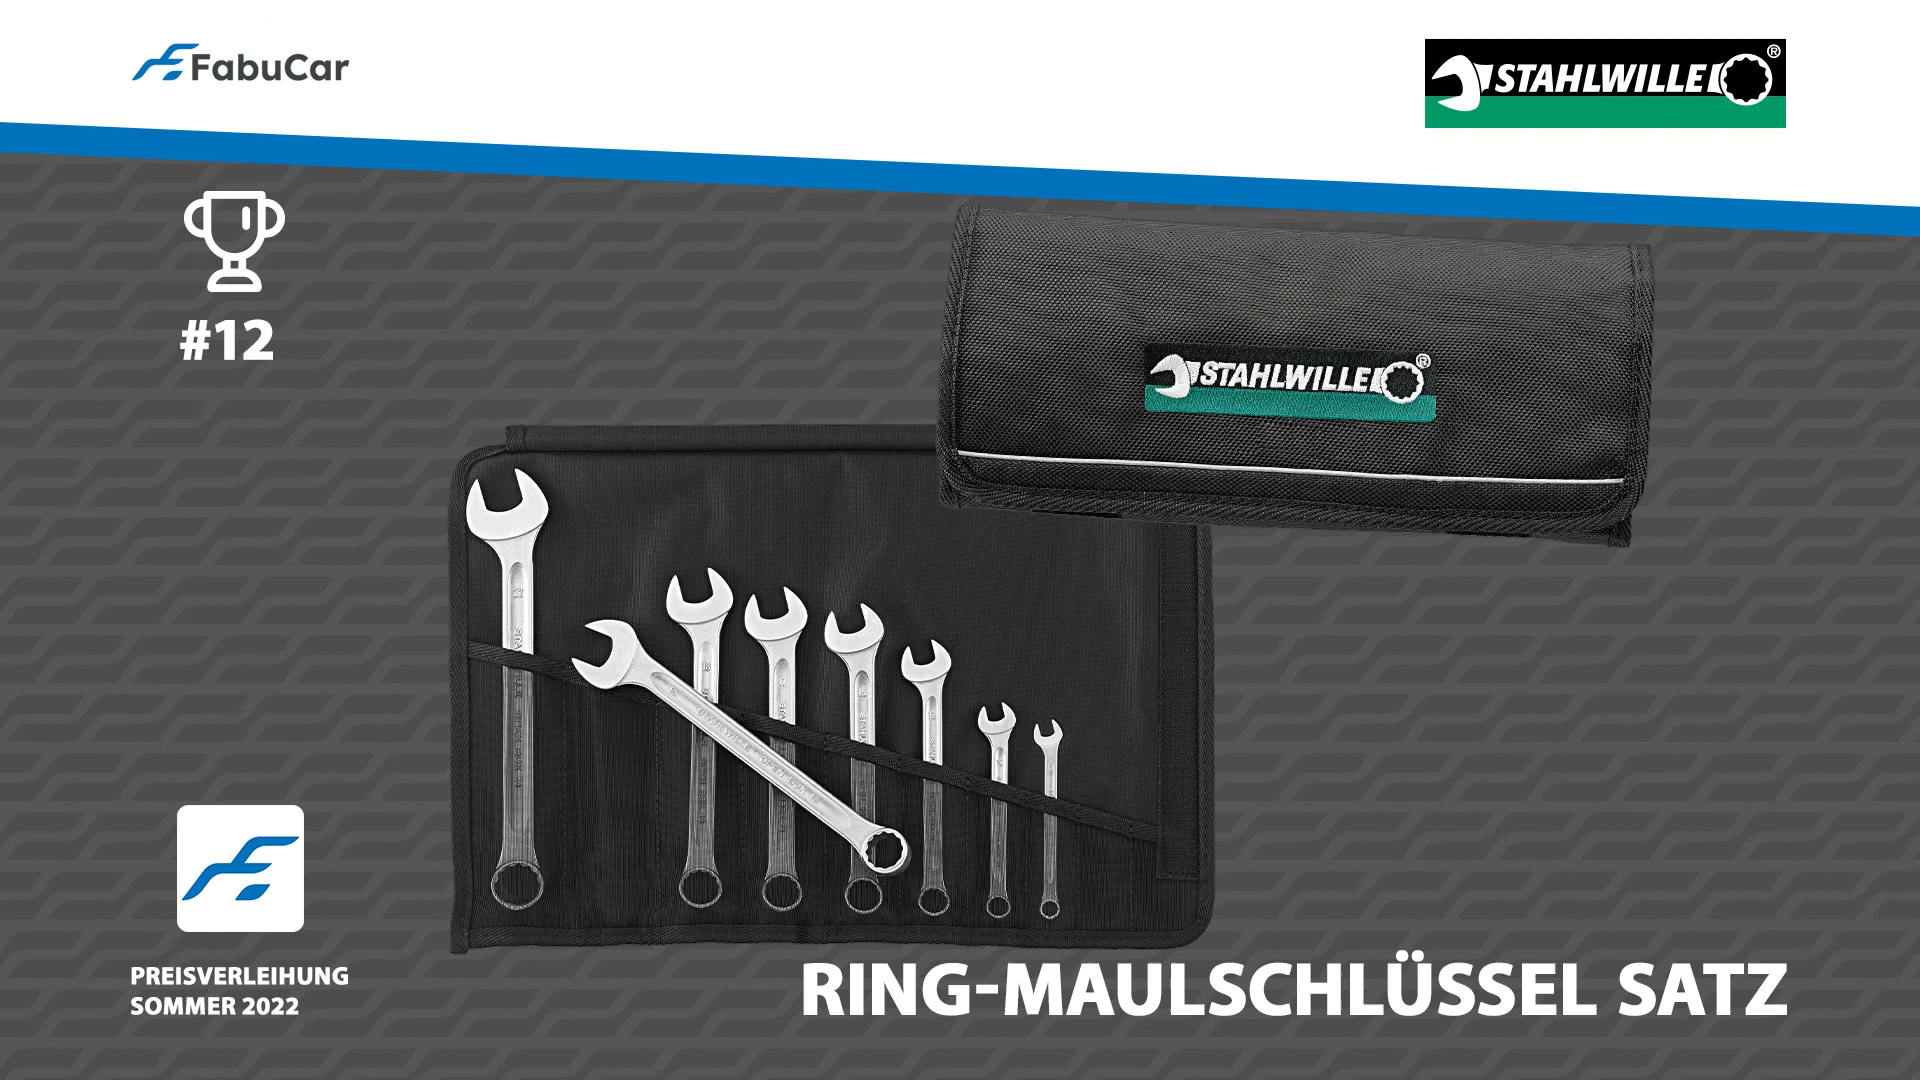 FabuCar
STAHLWILLE®
#12
STAHLWILLE®
PREISVERLEIHUNG
SOMMER 2022
RING-MAULSCHLÜSSEL SATZ